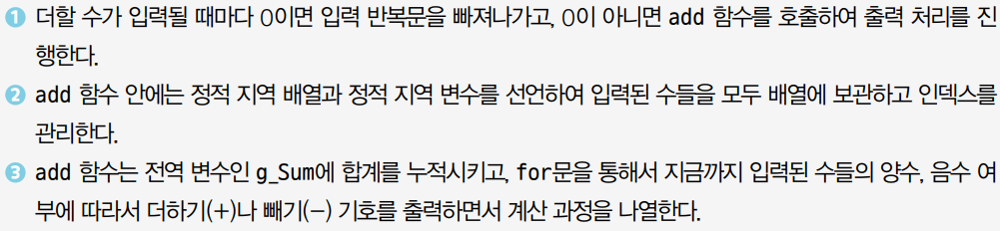 ❶ 더할 수가 입력될 때마다 0이면 입력 반복문을 빠져나가고, 0이 아니면 add 함수를 호출하여 출력 처리를 진
행한다.
❷ add 함수 안에는 정적 지역 배열과 정적 지역 변수를 선언하여 입력된 수들을 모두 배열에 보관하고 인덱스를
관리한다.
❸ add 함수는 전역 변수인 g_Sum에 합계를 누적시키고, for문을 통해서 지금까지 입력된 수들의 양수, 음수 여
부에 따라서 더하기(+)나 빼기(−) 기호를 출력하면서 계산 과정을 나열한다.